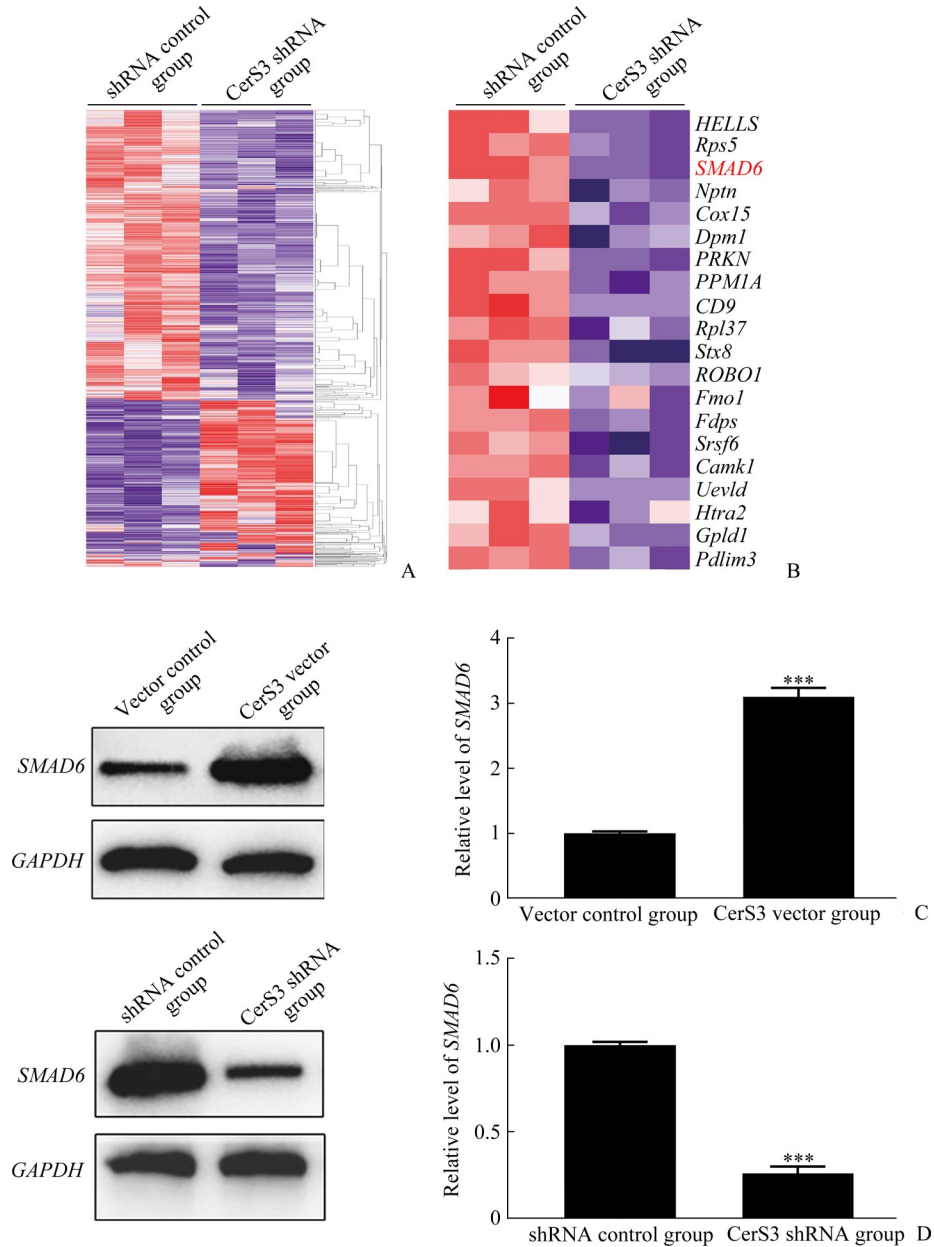 shRNA control
group
CerS3 shRNA
group
A
shRNA control
group
CerS3 shRNA
group
HELLS
Rps5
SMAD6
Nptn
Cox15
Dpm1
PRKN
PPM1A
CD9
Rpl37
Stx8
ROBO1
Fmo1
Fdps
Srsf6
Camk1
Uevld
Htra2
Gpld1
Pdlim3
B
Vector control
group
CerS3 vector
group
SMAD6
GAPDH
Relative level of SMAD6
4
3
2
1
0
***
Vector control group
CerS3 vector group
C
shRNA control
group
CerS3 shRNA
group
SMAD6
GAPDH
Relative level of SMAD6
1.5
1.0
0.5
0
***
shRNA control group
CerS3 shRNA group
D